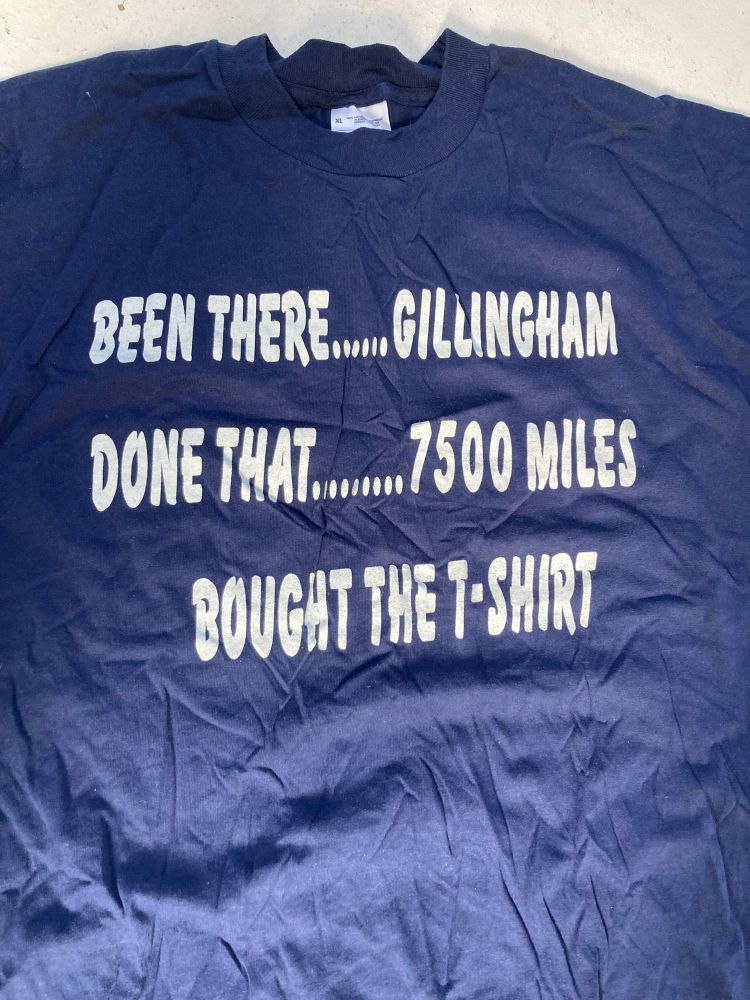 XL
BEEN THERE......GILLINGHAM
DONE THAT..........7500 MILES
BOUGHT THE T-SHIRT